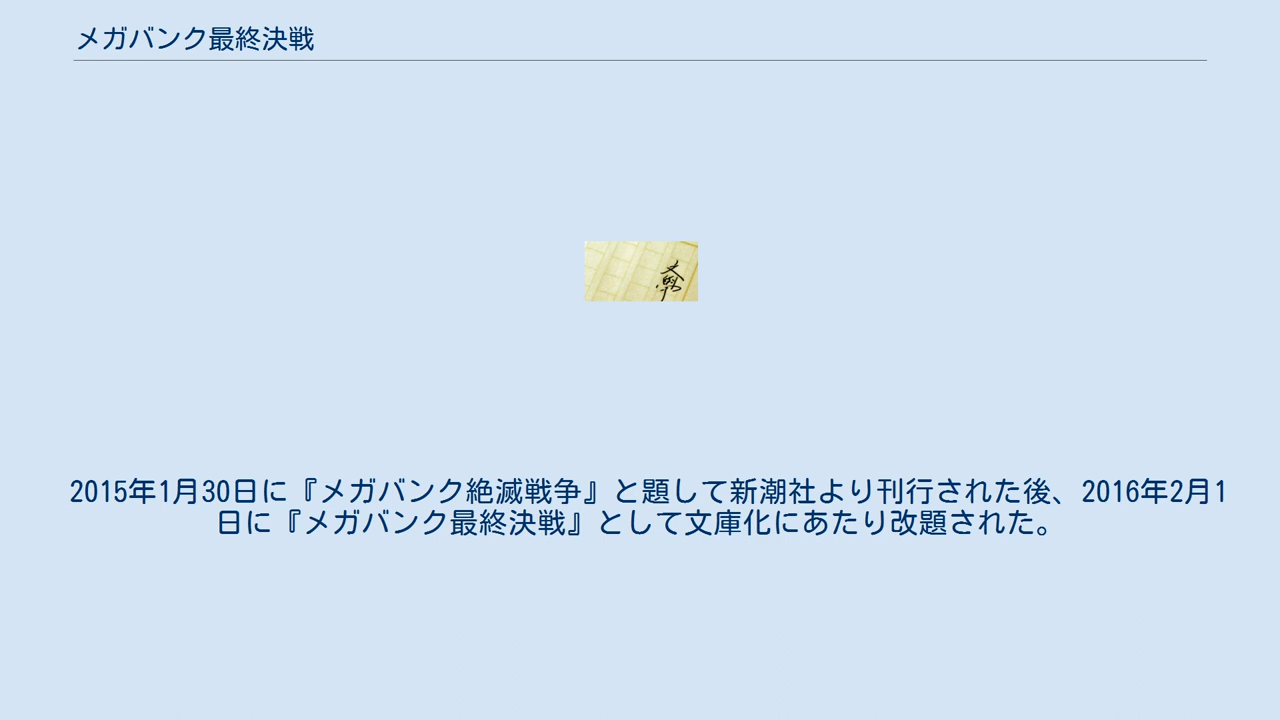 メガバンク最終決戦
2015年1月30日に『メガバンク絶滅戦争』と題して新潮社より刊行された後、2016年2月1
日に『メガバンク最終決戦』として文庫化にあたり改題された。